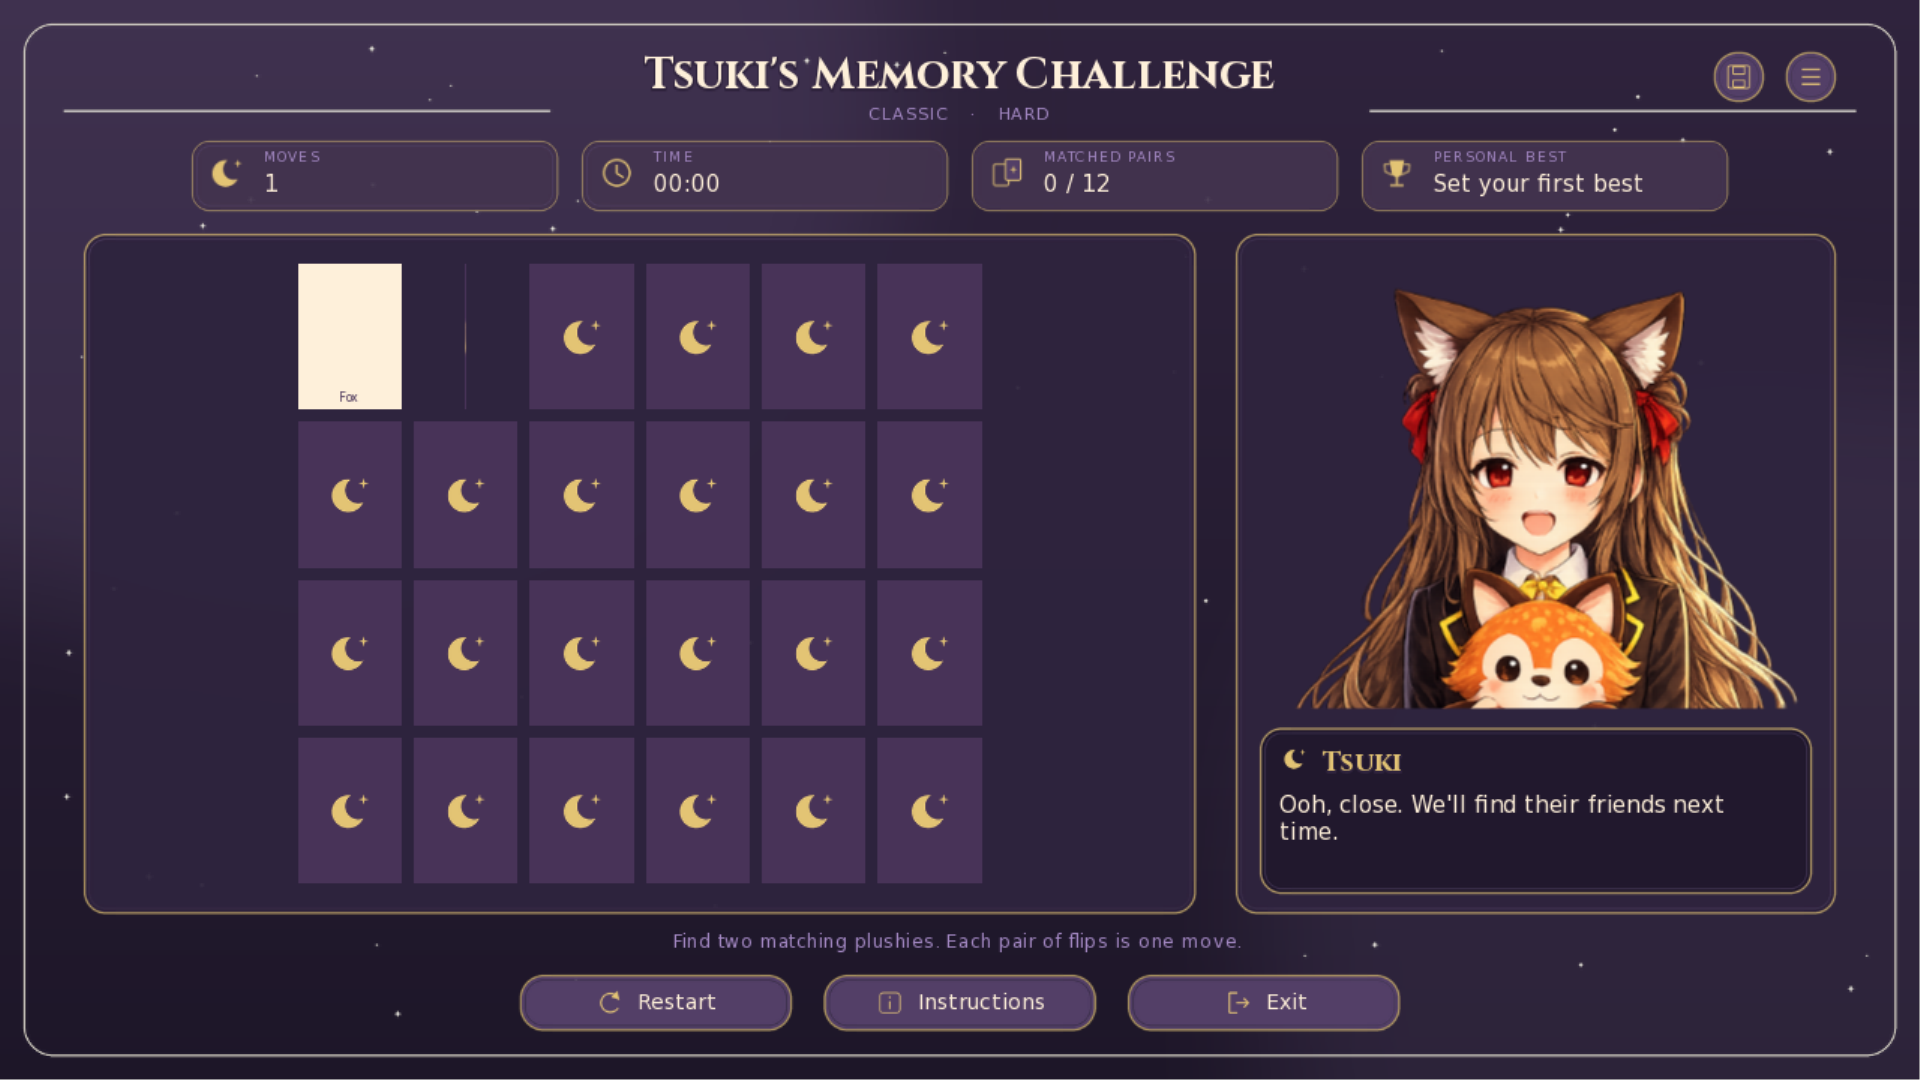 Tsuki's Memory Challenge
CLASSIC · HARD
MOVES
1
TIME
00:00
MATCHED PAIRS
0 / 12
PERSONAL BEST
Set your first best
Fox
Tsuki
Ooh, close. We'll find their friends next
time.
Find two matching plushies. Each pair of flips is one move.
Restart
Instructions
Exit